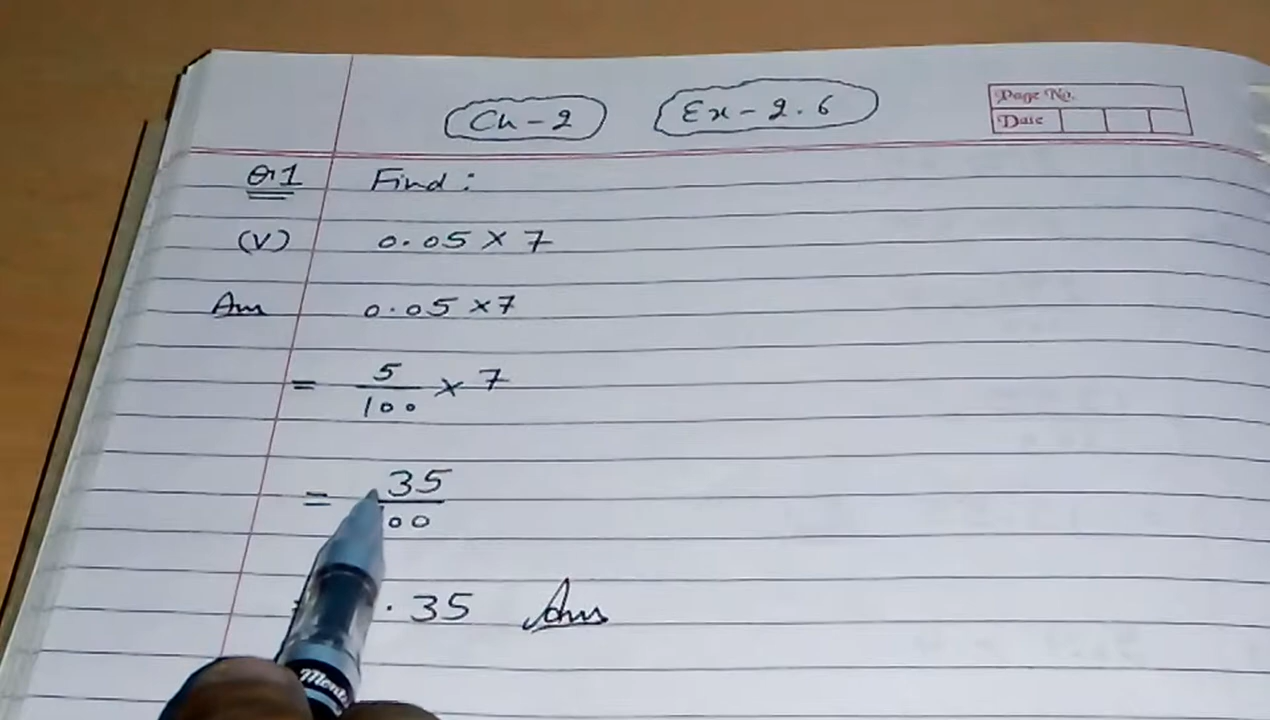 Ch-2 Ex-2.6
Page No.
Date
Q1 Find:
(V) 0.05 × 7
Ans 0.05 × 7
= 5/100 × 7
= 35/100
.35 Ans